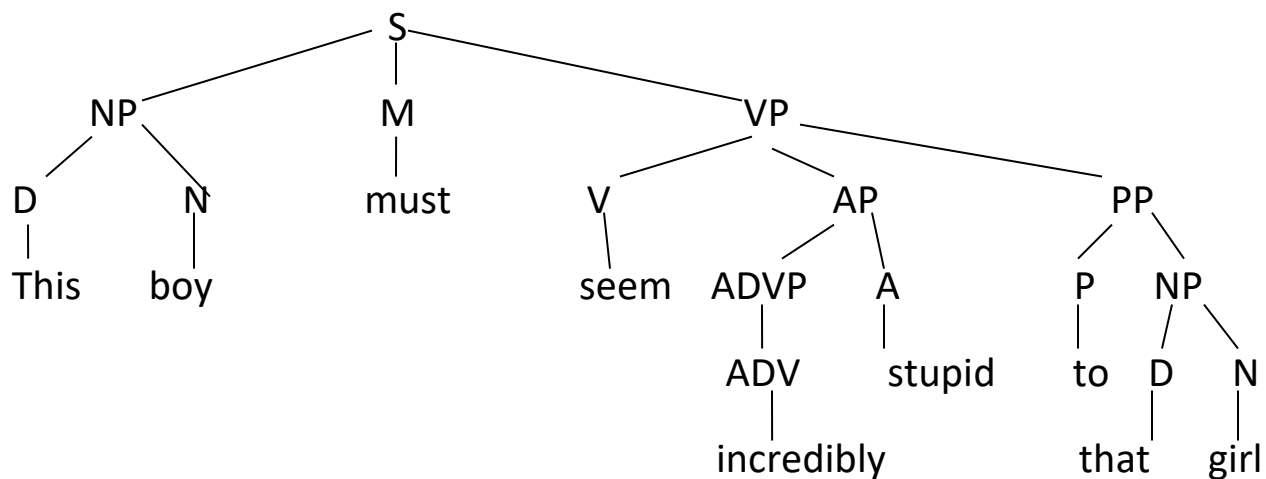 S
NP M VP
D N must V AP PP
This boy seem ADVP A P NP
ADV stupid to D N
incredibly that girl